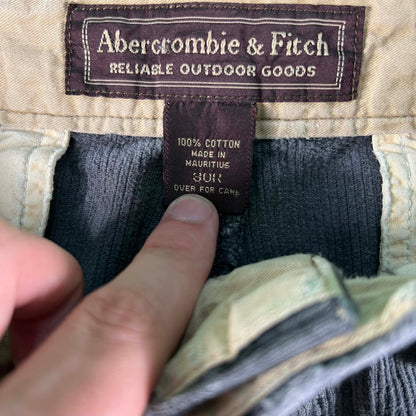 Abercrombie & Fitch
RELIABLE OUTDOOR GOODS
100% COTTON
MADE IN
MAURITIUS
30R
OVER FOR CARE